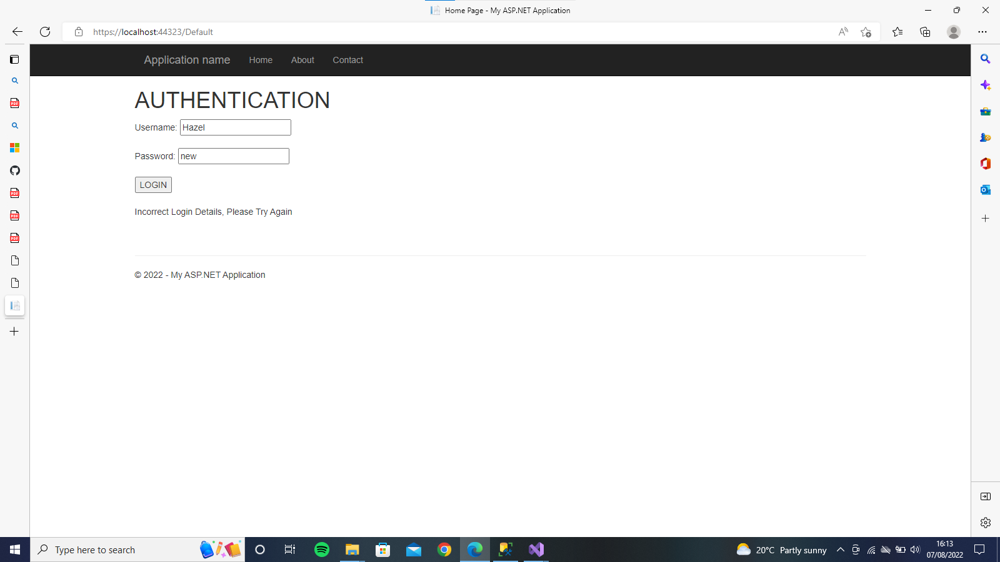 Home Page - My ASP.NET Application
https://localhost:44323/Default
Application name Home About Contact
AUTHENTICATION
Username: Hazel
Password: new
LOGIN
Incorrect Login Details, Please Try Again
© 2022 - My ASP.NET Application
Type here to search
20°C Partly sunny
16:13
07/08/2022